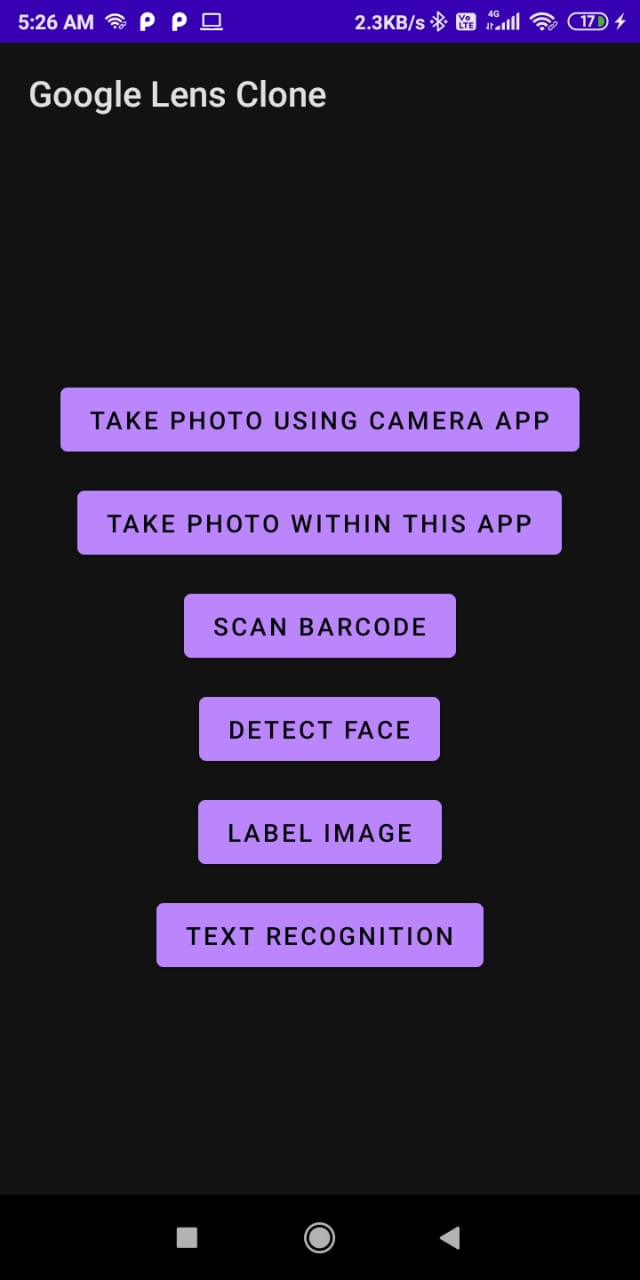 5:26 AM 2.3KB/s Vo LTE 4G 17
Google Lens Clone
TAKE PHOTO USING CAMERA APP
TAKE PHOTO WITHIN THIS APP
SCAN BARCODE
DETECT FACE
LABEL IMAGE
TEXT RECOGNITION